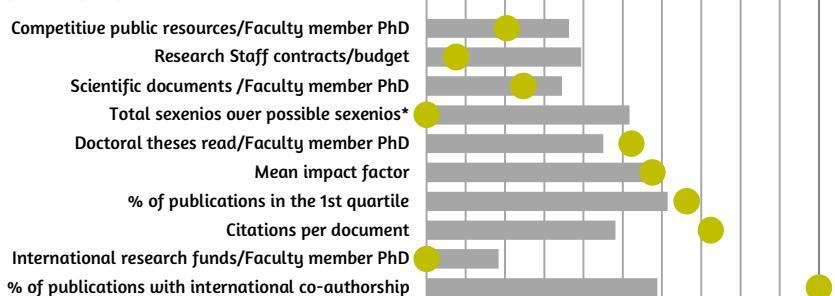 Competitive public resources/Faculty member PhD
Research Staff contracts/budget
Scientific documents /Faculty member PhD
Total sexenios over possible sexenios*
Doctoral theses read/Faculty member PhD
Mean impact factor
% of publications in the 1st quartile
Citations per document
International research funds/Faculty member PhD
% of publications with international co-authorship